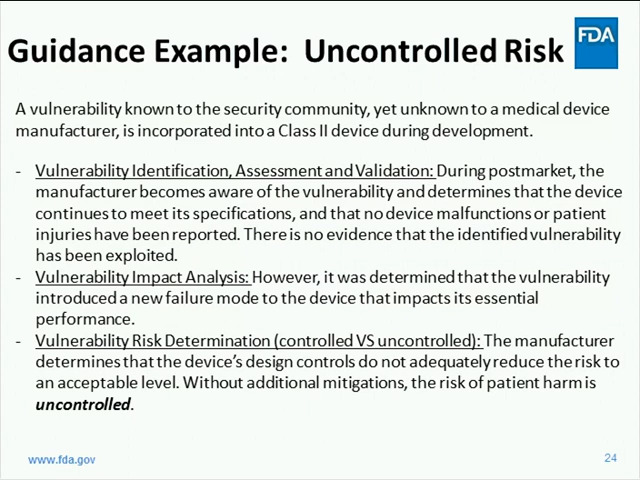 Guidance Example: Uncontrolled Risk
FDA
A vulnerability known to the security community, yet unknown to a medical device
manufacturer, is incorporated into a Class II device during development.
- Vulnerability Identification, Assessment and Validation: During postmarket, the
manufacturer becomes aware of the vulnerability and determines that the device
continues to meet its specifications, and that no device malfunctions or patient
injuries have been reported. There is no evidence that the identified vulnerability
has been exploited.
- Vulnerability Impact Analysis: However, it was determined that the vulnerability
introduced a new failure mode to the device that impacts its essential
performance.
- Vulnerability Risk Determination (controlled VS uncontrolled): The manufacturer
determines that the device's design controls do not adequately reduce the risk to
an acceptable level. Without additional mitigations, the risk of patient harm is
uncontrolled.
www.fda.gov
24